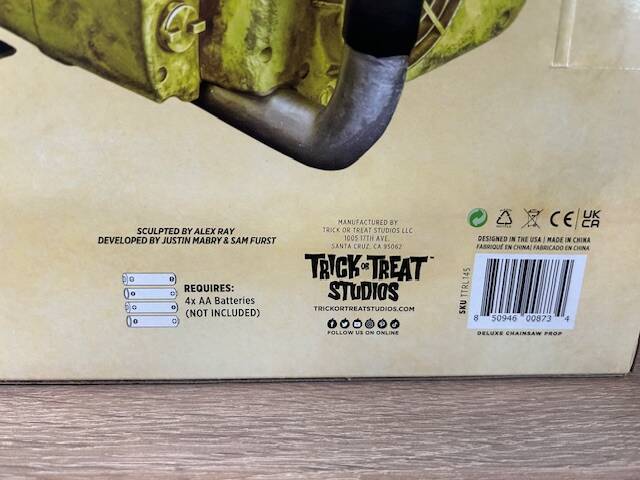 SCULPTED BY ALEX RAY
DEVELOPED BY JUSTIN MABRY & SAM FURST
REQUIRES:
4x AA Batteries
(NOT INCLUDED)
MANUFACTURED BY
TRICK OR TREAT STUDIOS LLC
1005 17TH AVE.
SANTA CRUZ, CA 95062
TRICK OR TREAT™
STUDIOS
TRICKORTREATSTUDIOS.COM
FOLLOW US ON ONLINE
CE UK CA
DESIGNED IN THE USA | MADE IN CHINA
FABRIQUÉ EN CHINA| FABRICADO EN CHINA
SKU TTRL145
8 50946 00873 4
DELUXE CHAINSAW PROP